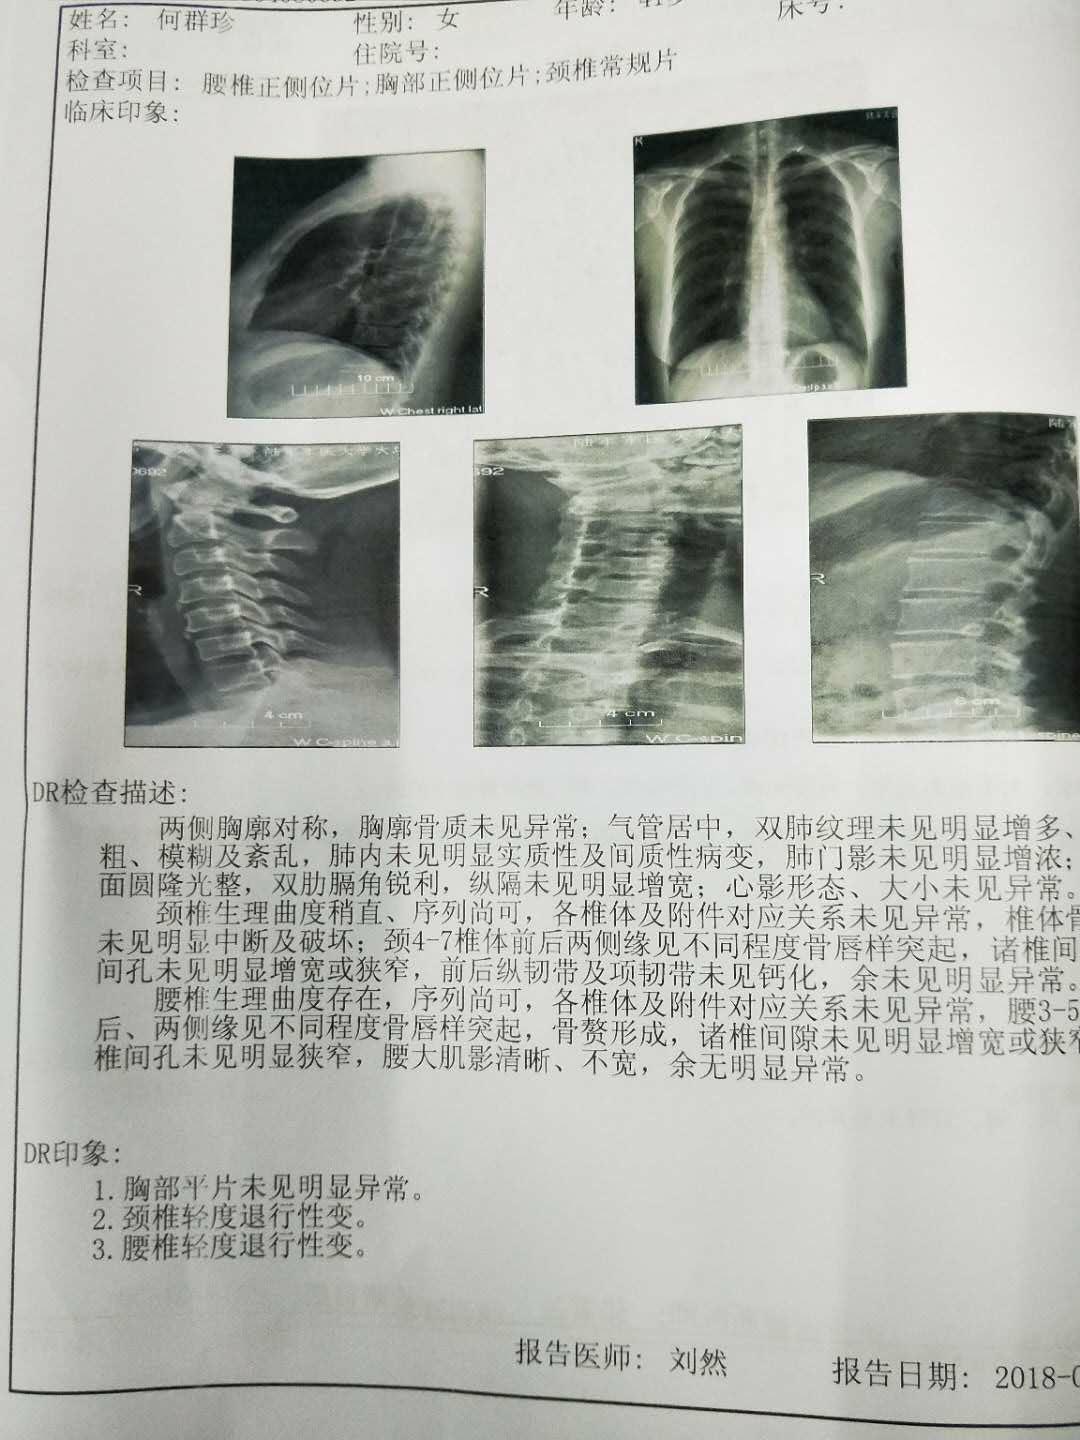 姓名: 何群珍 性别: 女 年龄: 床号:
科室: 住院号:
检查项目: 腰椎正侧位片;胸部正侧位片;颈椎常规片
临床印象:
R
10 cm
W Chest right lat
0692
R
4 cm
W C-spine a
692
R
4 cm
W C-spin
R
spine
DR检查描述:
两侧胸廓对称，胸廓骨质未见异常；气管居中，双肺纹理未见明显增多、
粗、模糊及紊乱，肺内未见明显实质性及间质性病变，肺门影未见明显增浓；
面圆隆光整，双肋膈角锐利，纵隔未见明显增宽；心影形态、大小未见异常。
颈椎生理曲度稍直、序列尚可，各椎体及附件对应关系未见异常，椎体骨
未见明显中断及破坏；颈4-7椎体前后两侧缘见不同程度骨唇样突起，诸椎间
间孔未见明显增宽或狭窄，前后纵韧带及项韧带未见钙化，余未见明显异常。
腰椎生理曲度存在，序列尚可，各椎体及附件对应关系未见异常，腰3-5
后、两侧缘见不同程度骨唇样突起，骨赘形成，诸椎间隙未见明显增宽或狭窄
椎间孔未见明显狭窄，腰大肌影清晰、不宽，余无明显异常。
DR印象:
1.胸部平片未见明显异常。
2.颈椎轻度退行性变。
3.腰椎轻度退行性变。
报告医师: 刘然 报告日期: 2018-0